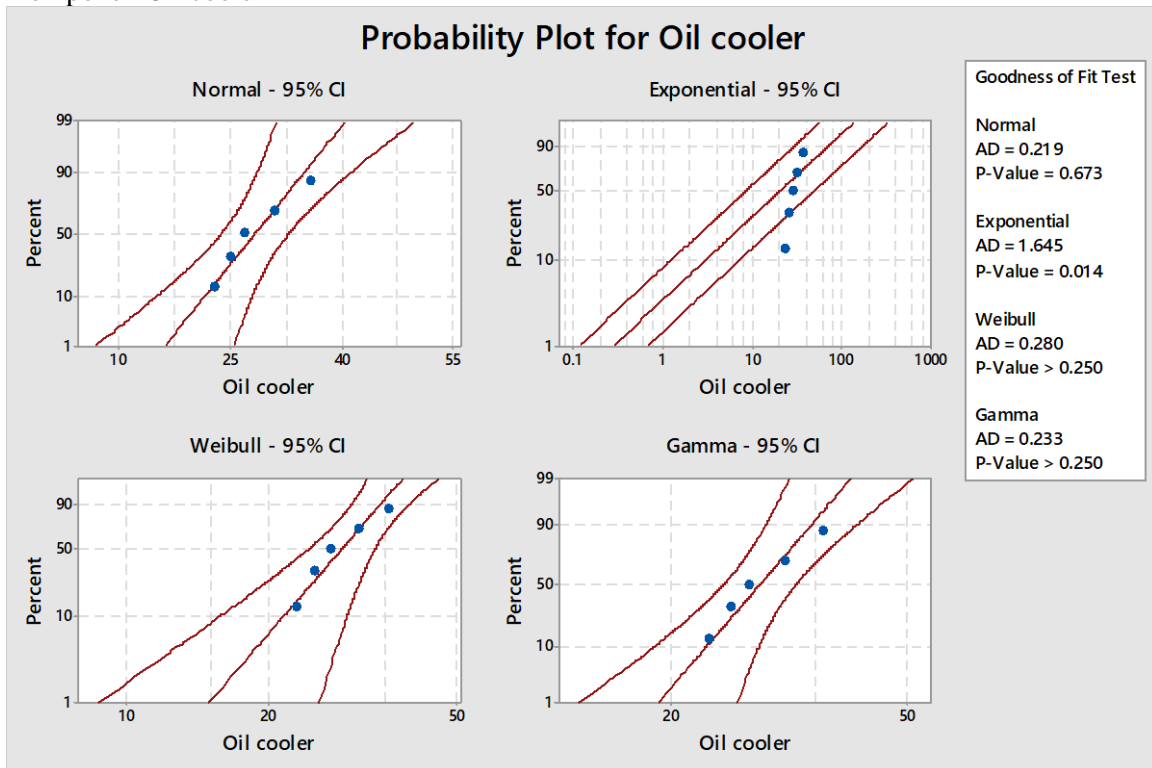 Probability Plot for Oil cooler
Normal - 95% CI
99
90
50
10
1
Percent
10 25 40 55
Oil cooler
Exponential - 95% CI
90
50
10
1
Percent
0.1 1 10 100 1000
Oil cooler
Weibull - 95% CI
90
50
10
1
Percent
10 20 50
Oil cooler
Gamma - 95% CI
99
90
50
10
1
Percent
20 50
Oil cooler
Goodness of Fit Test
Normal
AD = 0.219
P-Value = 0.673
Exponential
AD = 1.645
P-Value = 0.014
Weibull
AD = 0.280
P-Value > 0.250
Gamma
AD = 0.233
P-Value > 0.250